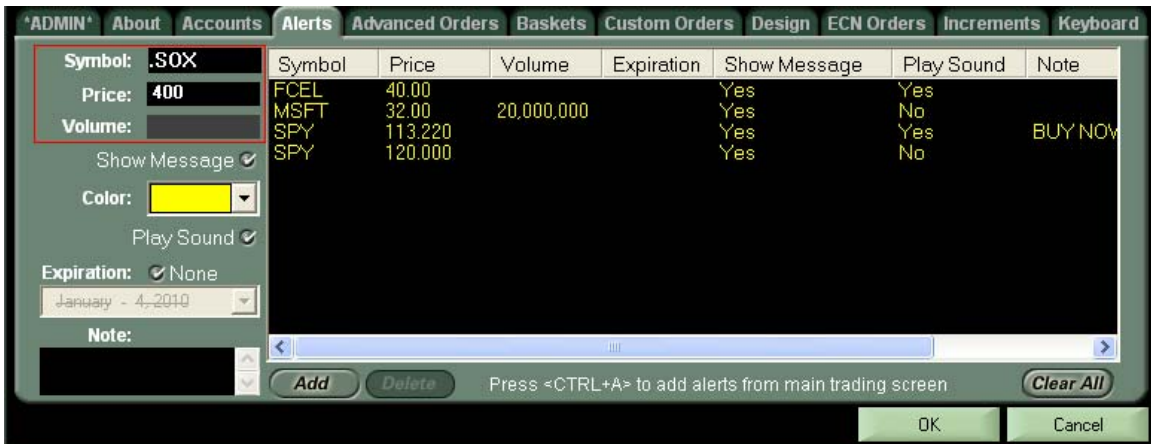 *ADMIN* About Accounts Alerts Advanced Orders Baskets Custom Orders Design ECN Orders Increments Keyboard
Symbol: .SOX
Price: 400
Volume:
Show Message
Color:
Play Sound
Expiration: None
January - 4, 2010
Note:
Symbol Price Volume Expiration Show Message Play Sound Note
FCEL 40.00 Yes Yes
MSFT 32.00 20,000,000 Yes No
SPY 113.220 Yes Yes BUY NOW
SPY 120.000 Yes No
Add Delete Press <CTRL+A> to add alerts from main trading screen Clear All
OK Cancel